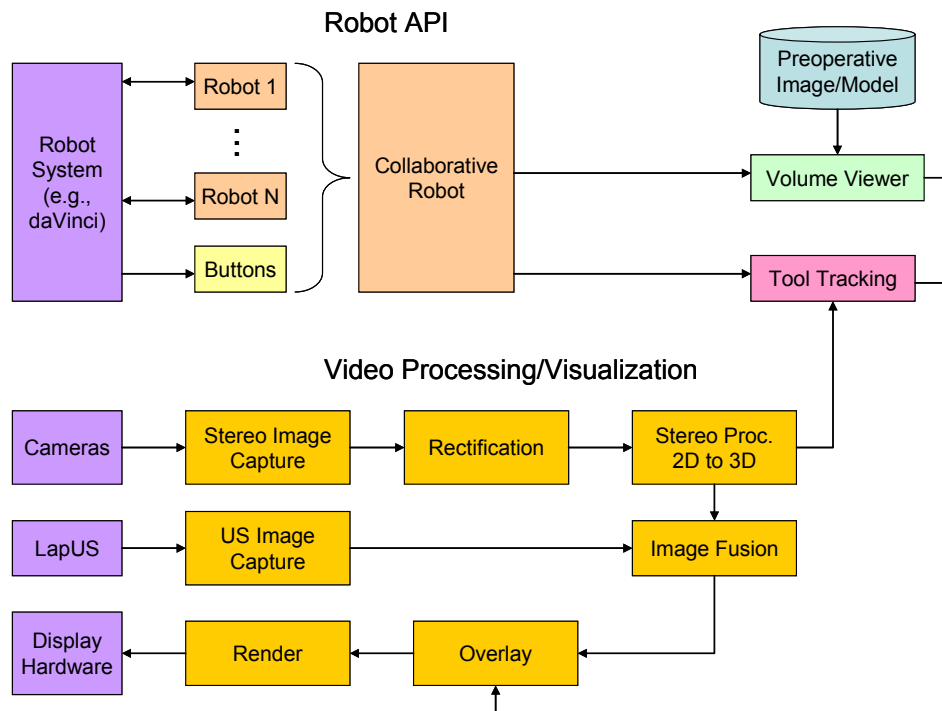 Robot API
Robot
System
(e.g.,
daVinci)
Robot 1
⋮
Robot N
Buttons
Collaborative
Robot
Preoperative
Image/Model
Volume Viewer
Tool Tracking
Video Processing/Visualization
Cameras
Stereo Image
Capture
Rectification
Stereo Proc.
2D to 3D
LapUS
US Image
Capture
Image Fusion
Display
Hardware
Render
Overlay